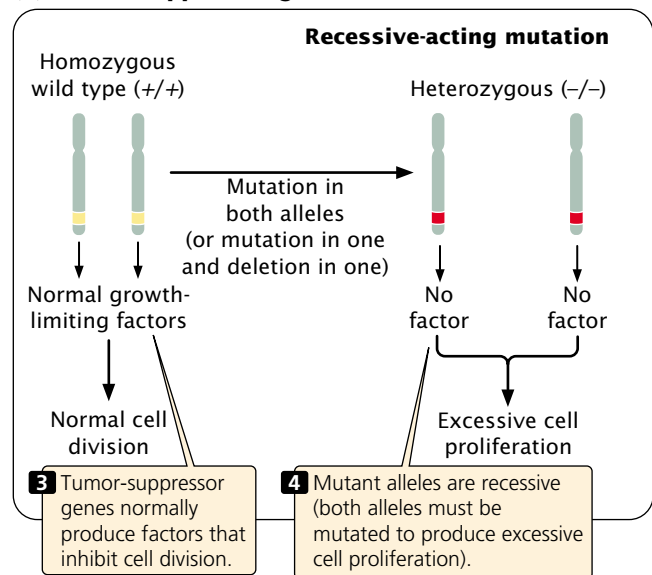 Recessive-acting mutation
Homozygous
wild type (+/+)
Heterozygous (–/–)
Mutation in
both alleles
(or mutation in one
and deletion in one)
Normal growth-
limiting factors
No
factor
No
factor
Normal cell
division
Excessive cell
proliferation
3 Tumor-suppressor
genes normally
produce factors that
inhibit cell division.
4 Mutant alleles are recessive
(both alleles must be
mutated to produce excessive
cell proliferation).